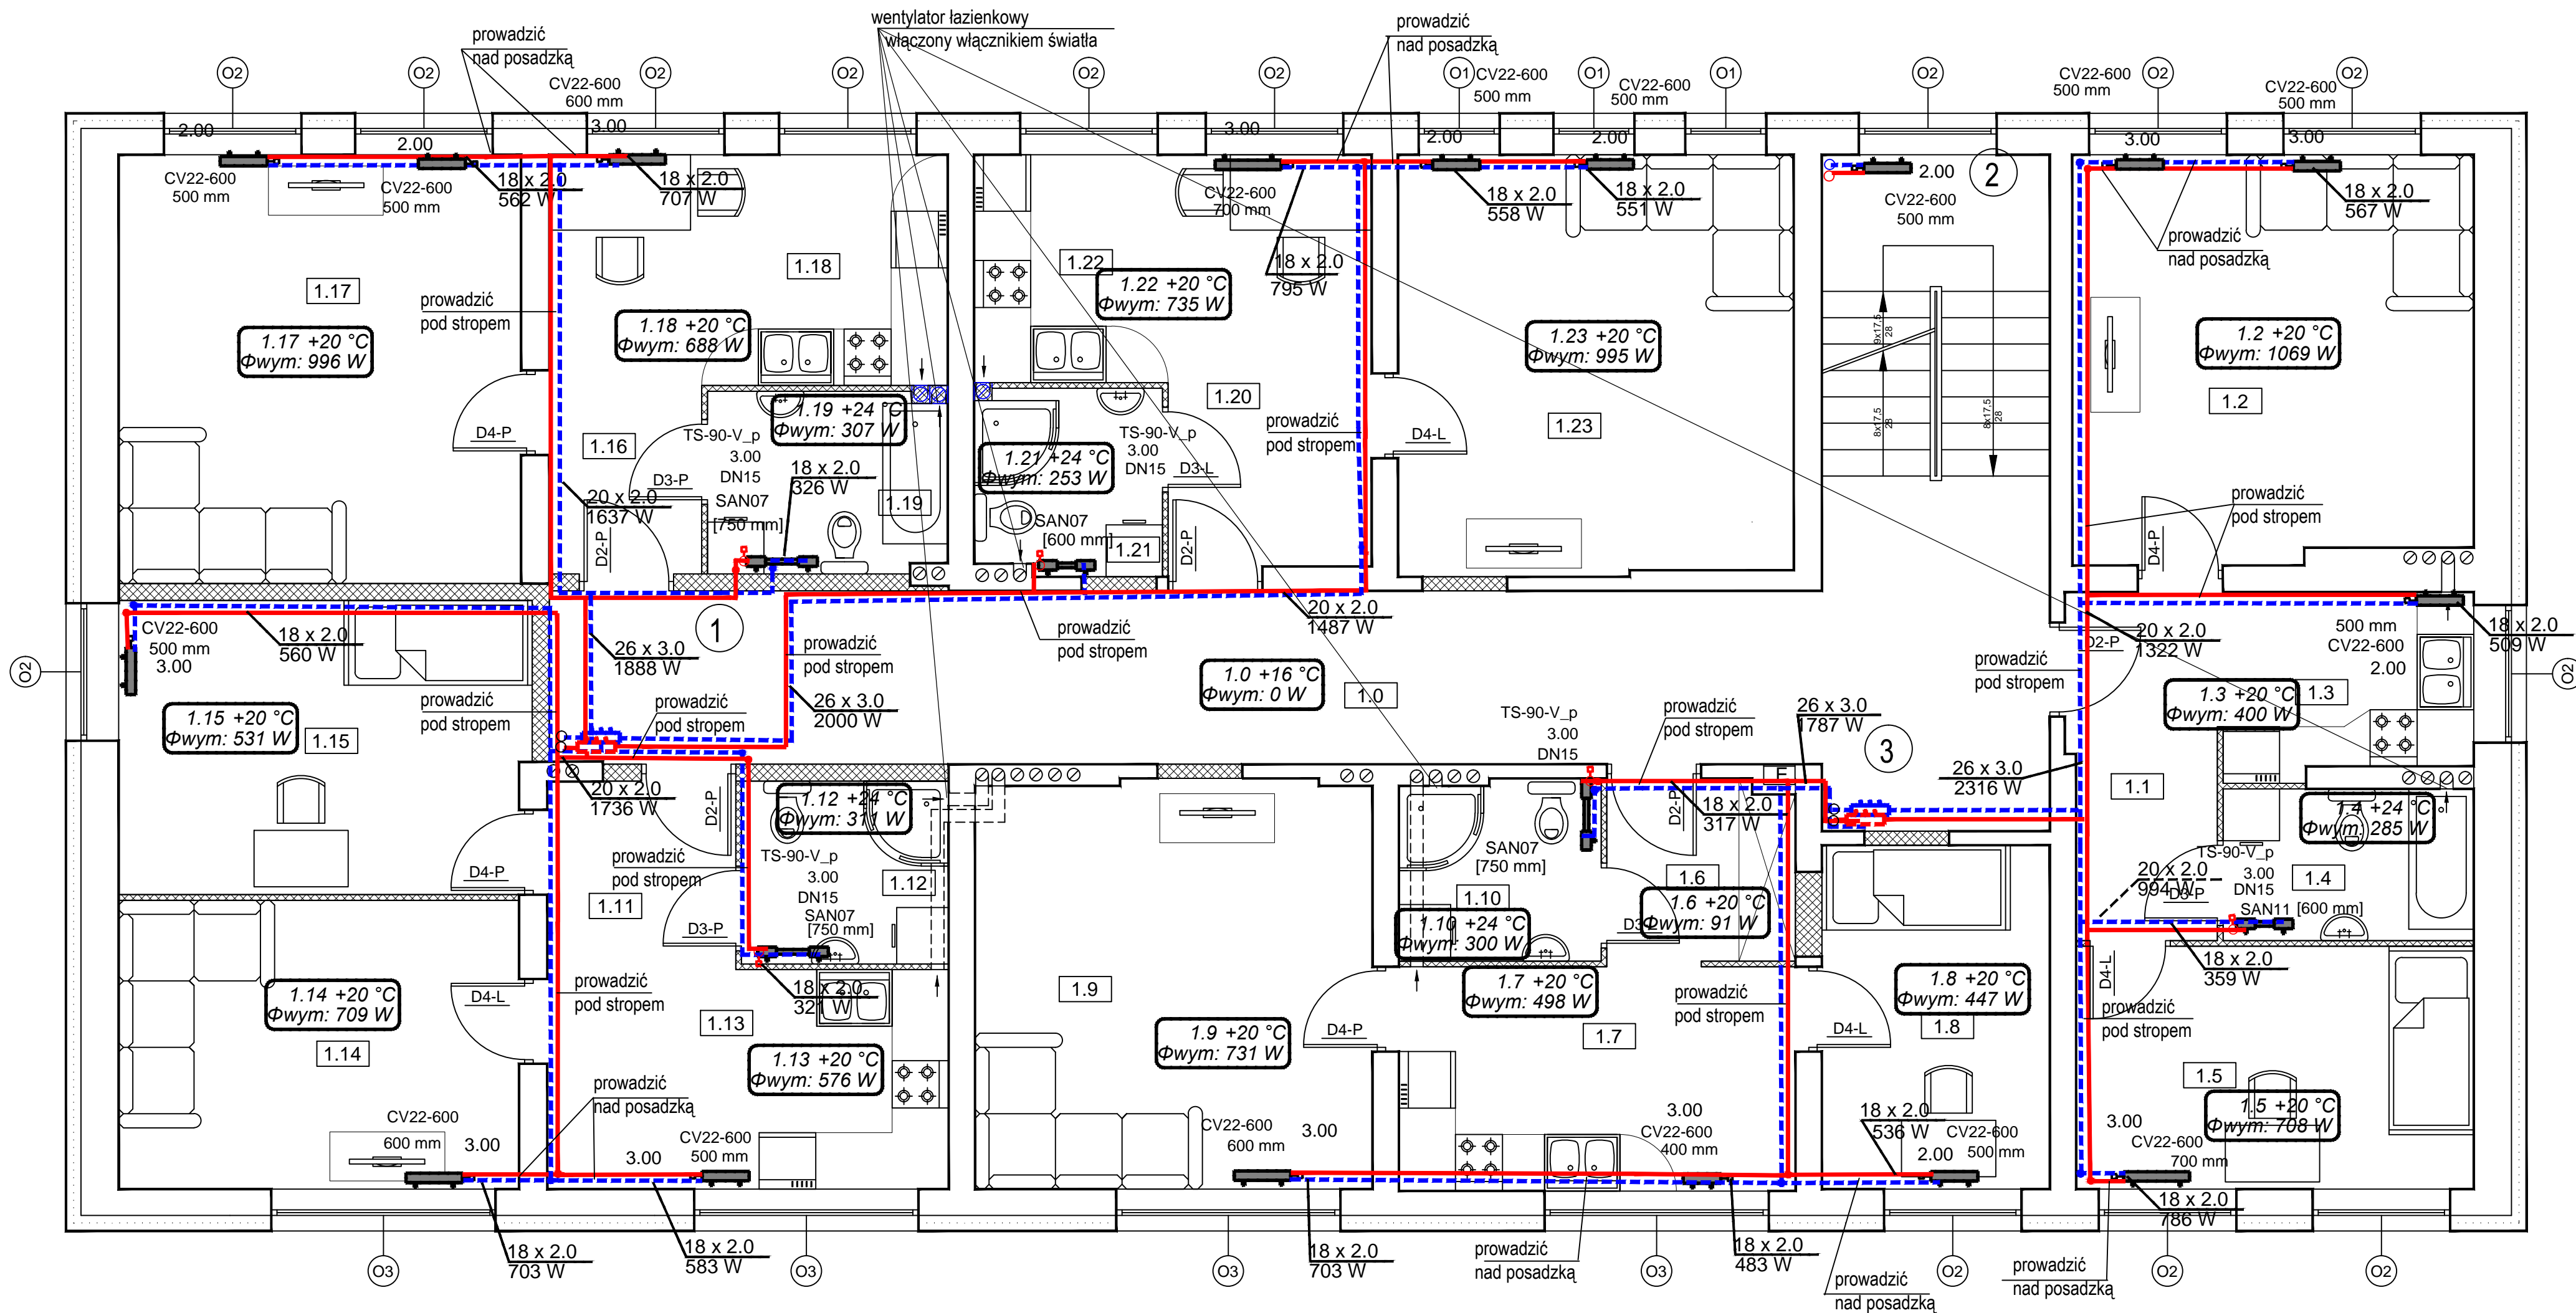 wentylator łazienkowy
włączony włącznikiem światła
prowadzić
nad posadzką
prowadzić
nad posadzką
O2
O2
O2
O2
O2
O2
O1
O1
O1
O2
O2
O2
CV22-600
600 mm
CV22-600
500 mm
CV22-600
500 mm
CV22-600
500 mm
CV22-600
500 mm
2.00
2.00
3.00
3.00
2.00
2.00
3.00
3.00
CV22-600
500 mm
CV22-600
500 mm
18 x 2.0
562 W
18 x 2.0
707 W
CV22-600
700 mm
18 x 2.0
558 W
18 x 2.0
551 W
2.00
2
CV22-600
500 mm
18 x 2.0
567 W
prowadzić
nad posadzką
1.17
1.18
1.22
18 x 2.0
795 W
prowadzić
pod stropem
1.17 +20 °C
Φwym: 996 W
1.18 +20 °C
Φwym: 688 W
1.22 +20 °C
Φwym: 735 W
1.23 +20 °C
Φwym: 995 W
1.2 +20 °C
Φwym: 1069 W
9x17,5
28
8x17,5
28
8x17,5
28
1.20
1.23
1.2
1.19 +24 °C
Φwym: 307 W
D4-P
1.16
TS-90-V_p
3.00
DN15
D3-P
SAN07
[750 mm]
18 x 2.0
326 W
1.19
20 x 2.0
1637 W
D2-P
1.21 +24 °C
Φwym: 253 W
TS-90-V_p
3.00
DN15
D3-L
SAN07
[600 mm]
1.21
D2-P
prowadzić
pod stropem
D4-L
prowadzić
pod stropem
D4-P
CV22-600
500 mm
3.00
18 x 2.0
560 W
26 x 3.0
1888 W
1
prowadzić
pod stropem
prowadzić
pod stropem
20 x 2.0
1487 W
1.0 +16 °C
Φwym: 0 W
1.0
20 x 2.0
1322 W
D2-P
500 mm
CV22-600
2.00
18 x 2.0
509 W
prowadzić
pod stropem
O2
O2
1.15 +20 °C
Φwym: 531 W
1.15
prowadzić
pod stropem
prowadzić
pod stropem
26 x 3.0
2000 W
TS-90-V_p
3.00
DN15
prowadzić
pod stropem
26 x 3.0
1787 W
3
1.3 +20 °C
Φwym: 400 W
1.3
26 x 3.0
2316 W
1.1
20 x 2.0
1736 W
D2-P
1.12 +24 °C
Φwym: 311 W
18 x 2.0
317 W
D2-P
E
1.4 +24 °C
Φwym: 285 W
TS-90-V_p
3.00
DN15
D4-P
prowadzić
pod stropem
1.11
1.12
SAN07
[750 mm]
D3-P
TS-90-V_p
3.00
DN15
SAN07
[750 mm]
1.10
1.10 +24 °C
Φwym: 300 W
1.6
1.6 +20 °C
Φwym: 91 W
20 x 2.0
994 W
D3-P
1.4
SAN11
[600 mm]
18 x 2.0
359 W
D4-L
prowadzić
pod stropem
1.14 +20 °C
Φwym: 709 W
1.14
D4-L
prowadzić
pod stropem
18 x 2.0
321 W
1.13
1.13 +20 °C
Φwym: 576 W
1.9
1.9 +20 °C
Φwym: 731 W
D4-P
1.7 +20 °C
Φwym: 498 W
1.7
prowadzić
pod stropem
1.8 +20 °C
Φwym: 447 W
1.8
D4-L
1.5
1.5 +20 °C
Φwym: 708 W
CV22-600
600 mm
3.00
prowadzić
nad posadzką
3.00
CV22-600
500 mm
CV22-600
600 mm
3.00
3.00
CV22-600
400 mm
18 x 2.0
536 W
CV22-600
2.00
500 mm
3.00
CV22-600
700 mm
18 x 2.0
786 W
18 x 2.0
703 W
18 x 2.0
583 W
18 x 2.0
703 W
prowadzić
nad posadzką
18 x 2.0
483 W
prowadzić
nad posadzką
prowadzić
nad posadzką
O3
O3
O3
O3
O2
O2
O2